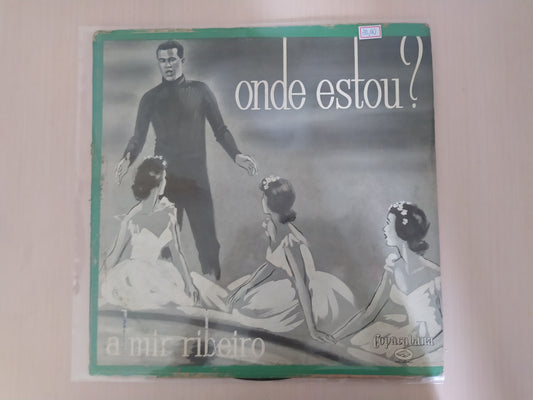 onde estou?
a mir ribeiro
Copacabana